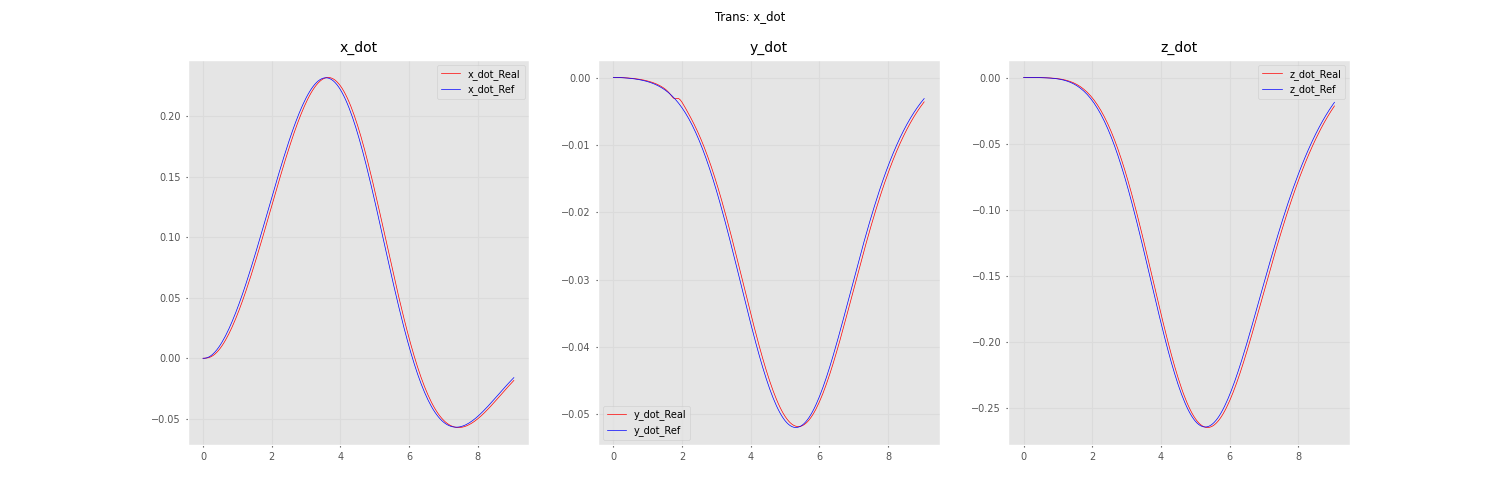 Trans: x_dot
x_dot
x_dot_Real
x_dot_Ref
0.20
0.15
0.10
0.05
0.00
−0.05
0 2 4 6 8
y_dot
0.00
−0.01
−0.02
−0.03
−0.04
−0.05
y_dot_Real
y_dot_Ref
0 2 4 6 8
z_dot
z_dot_Real
z_dot_Ref
0.00
−0.05
−0.10
−0.15
−0.20
−0.25
0 2 4 6 8